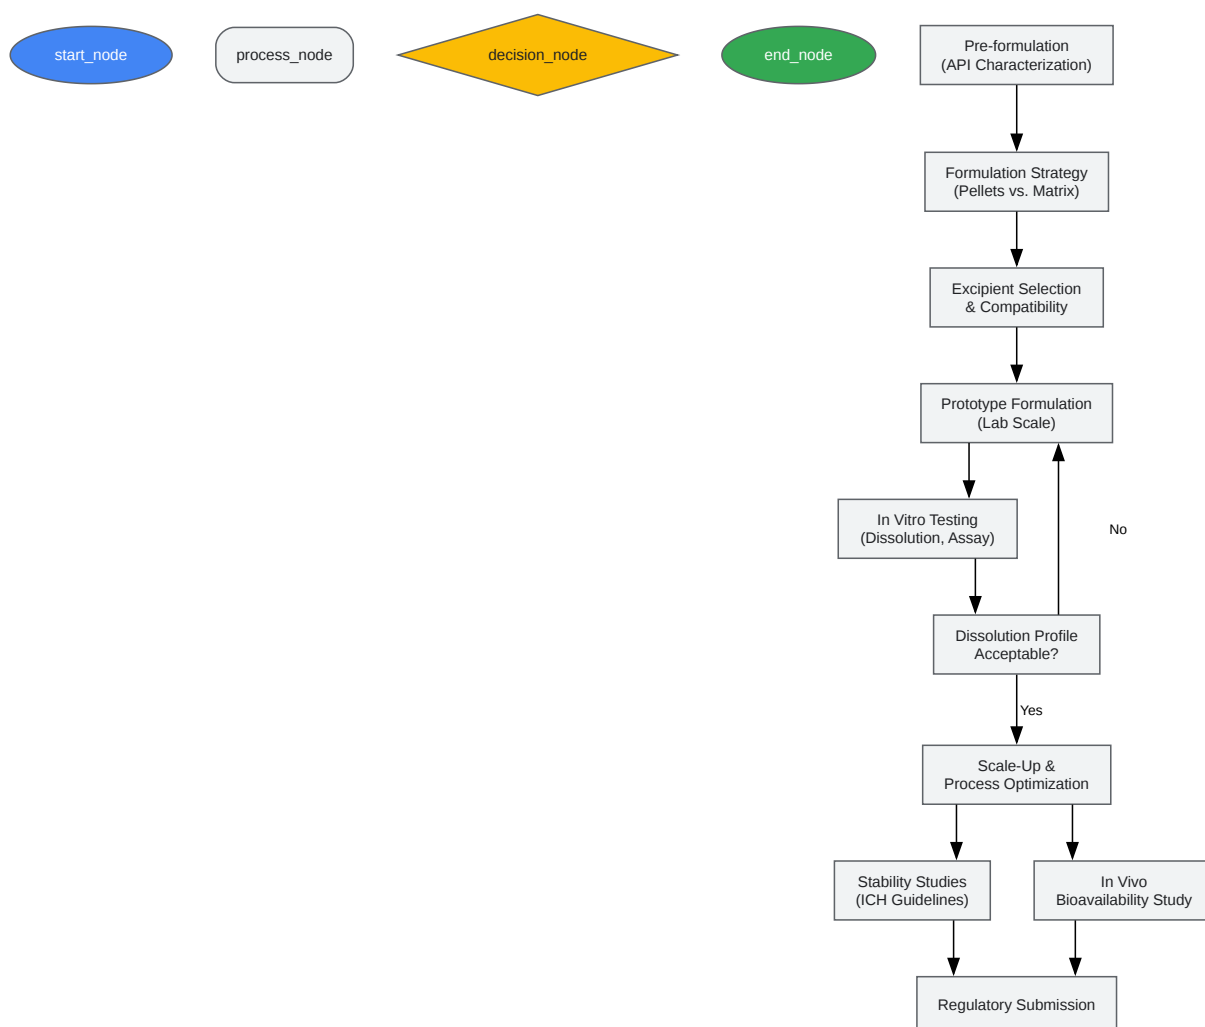 start_node
process_node
decision_node
end_node
Pre-formulation
(API Characterization)
Formulation Strategy
(Pellets vs. Matrix)
Excipient Selection
& Compatibility
Prototype Formulation
(Lab Scale)
In Vitro Testing
(Dissolution, Assay)
No
Dissolution Profile
Acceptable?
Yes
Scale-Up &
Process Optimization
Stability Studies
(ICH Guidelines)
In Vivo
Bioavailability Study
Regulatory Submission